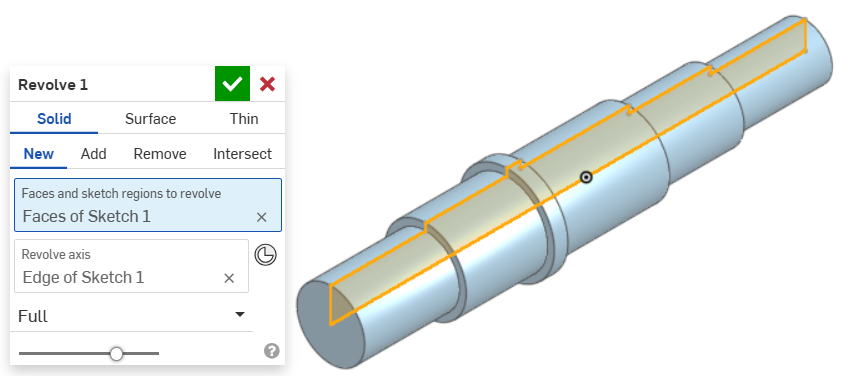 Revolve 1
Solid Surface Thin
New Add Remove Intersect
Faces and sketch regions to revolve
Faces of Sketch 1
Revolve axis
Edge of Sketch 1
Full
?